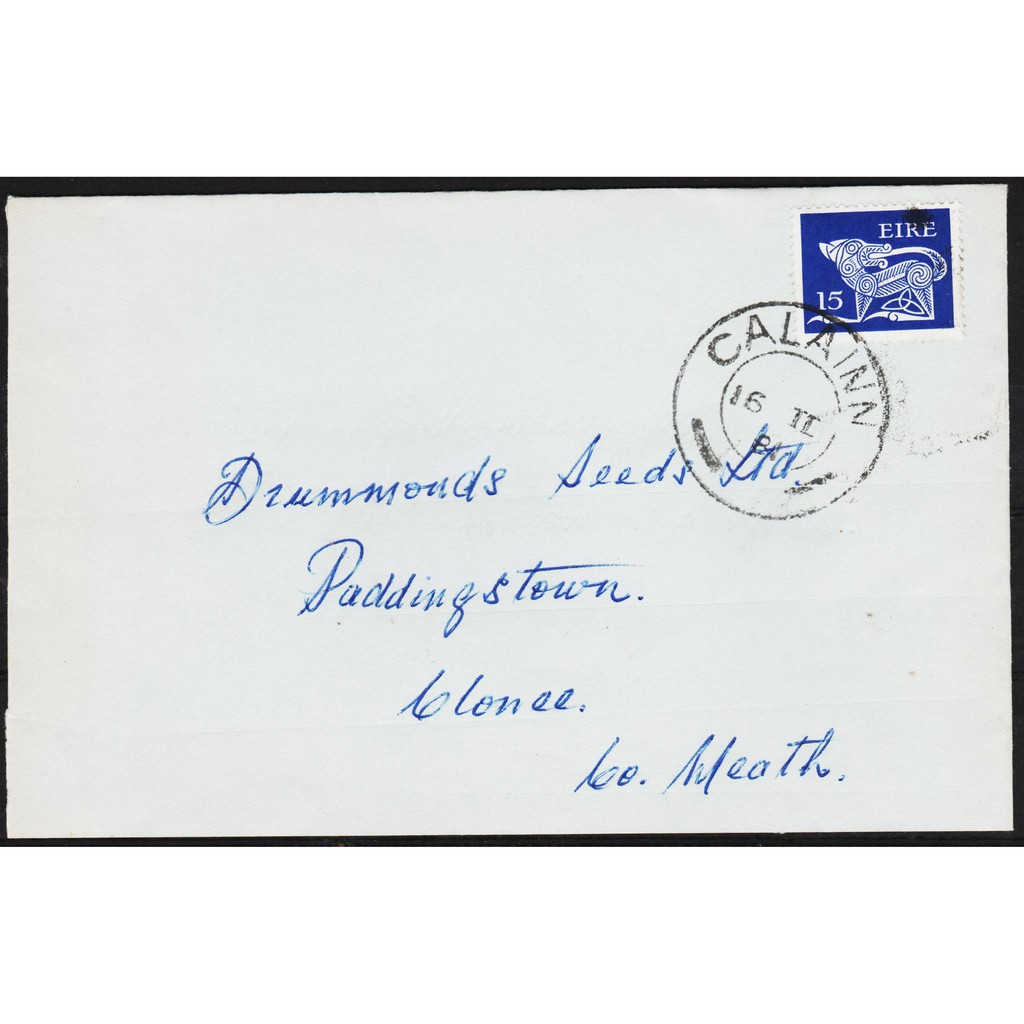 EIRE
15
CALAINN
16 II
Drummonds Seeds Ltd.
Paddingstown.
Clonee.
Co. Meath.